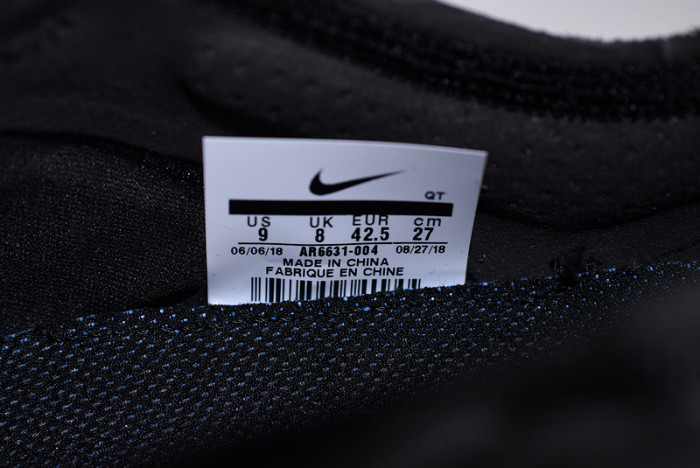 QT
US UK EUR cm
9 8 42.5 27
06/06/18 AR6631-004 08/27/18
MADE IN CHINA
FABRIQUE EN CHINE